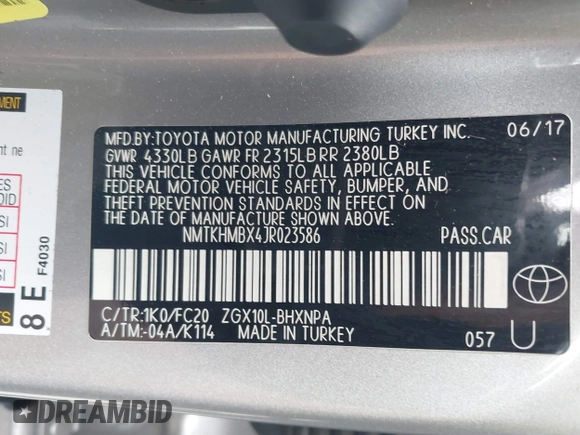 MFD.BY:TOYOTA MOTOR MANUFACTURING TURKEY INC. 06/17
GVWR 4330LB GAWR FR 2315LB RR 2380LB
THIS VEHICLE CONFORMS TO ALL APPLICABLE
FEDERAL MOTOR VEHICLE SAFETY, BUMPER, AND
THEFT PREVENTION STANDARDS IN EFFECT ON
THE DATE OF MANUFACTURE SHOWN ABOVE.
NMTKHMBX4JR023586 PASS.CAR
C/TR:1K0/FC20 ZGX10L-BHXNPA
A/TM:-04A/K114 MADE IN TURKEY
057 U
8 E F4030
DREAMBID